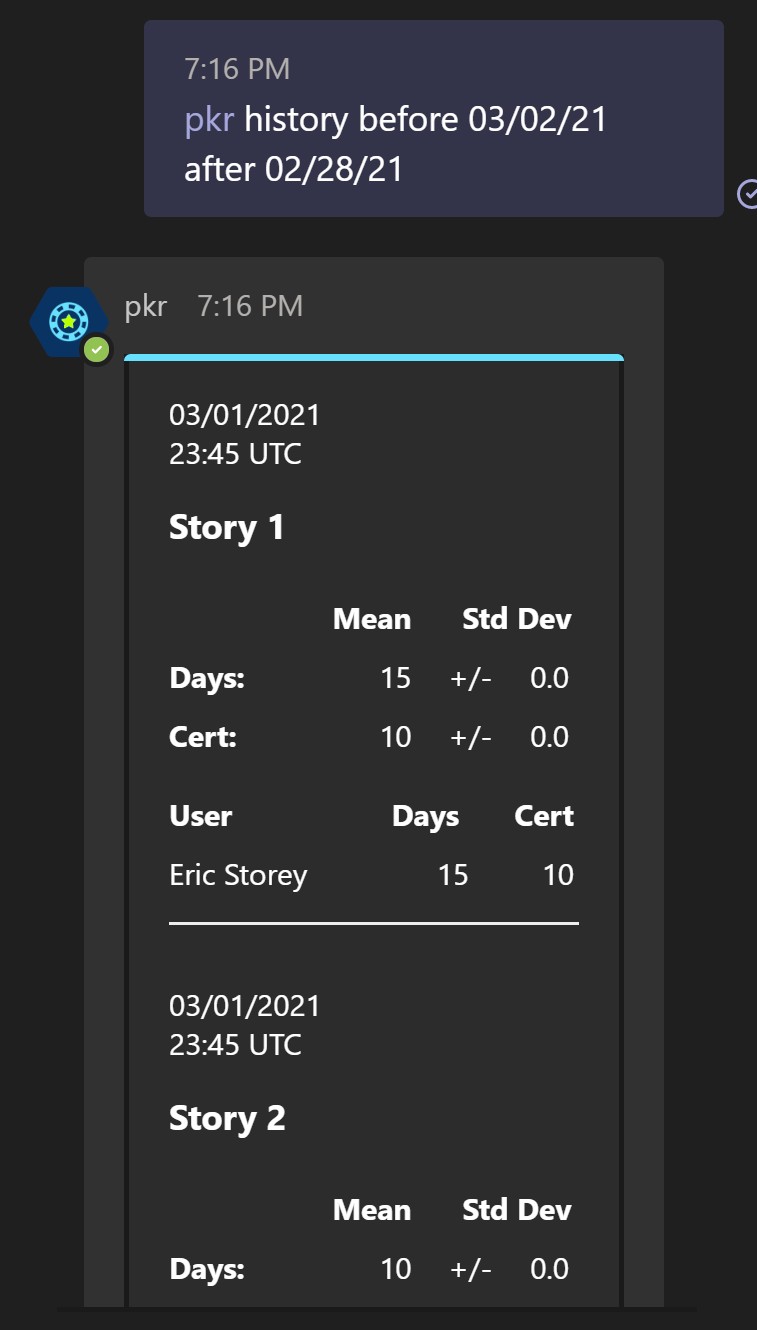 7:16 PM
pkr history before 03/02/21
after 02/28/21
pkr 7:16 PM
03/01/2021
23:45 UTC
Story 1
Mean Std Dev
Days: 15 +/- 0.0
Cert: 10 +/- 0.0
User Days Cert
Eric Storey 15 10
03/01/2021
23:45 UTC
Story 2
Mean Std Dev
Days: 10 +/- 0.0